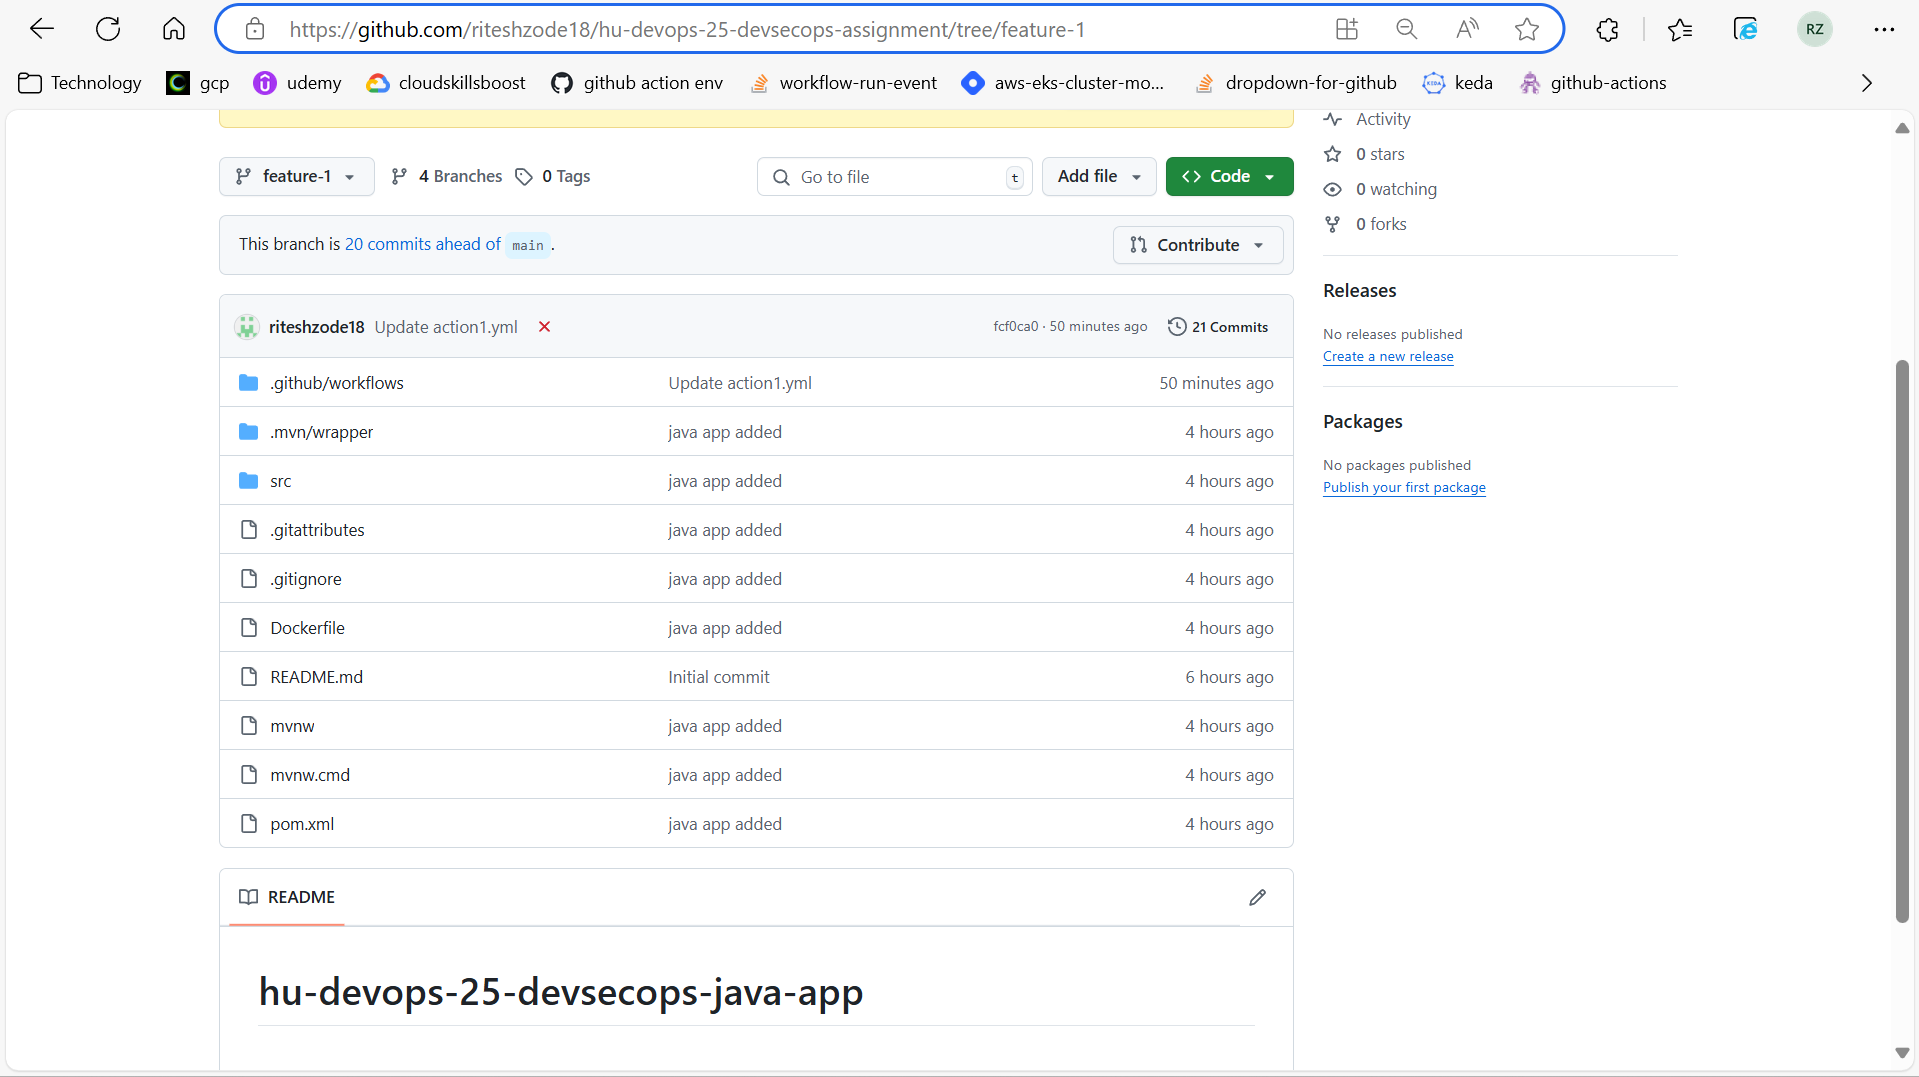 https://github.com/riteshzode18/hu-devops-25-devsecops-assignment/tree/feature-1
RZ
Technology gcp udemy cloudskillsboost github action env workflow-run-event aws-eks-cluster-mo... dropdown-for-github keda github-actions
Activity
feature-1 4 Branches 0 Tags Go to file t Add file Code
0 stars
0 watching
0 forks
This branch is 20 commits ahead of main.
Contribute
riteshzode18 Update action1.yml fcf0ca0 · 50 minutes ago 21 Commits
.github/workflows Update action1.yml 50 minutes ago
.mvn/wrapper java app added 4 hours ago
src java app added 4 hours ago
.gitattributes java app added 4 hours ago
.gitignore java app added 4 hours ago
Dockerfile java app added 4 hours ago
README.md Initial commit 6 hours ago
mvnw java app added 4 hours ago
mvnw.cmd java app added 4 hours ago
pom.xml java app added 4 hours ago
Releases
No releases published
Create a new release
Packages
No packages published
Publish your first package
README
hu-devops-25-devsecops-java-app